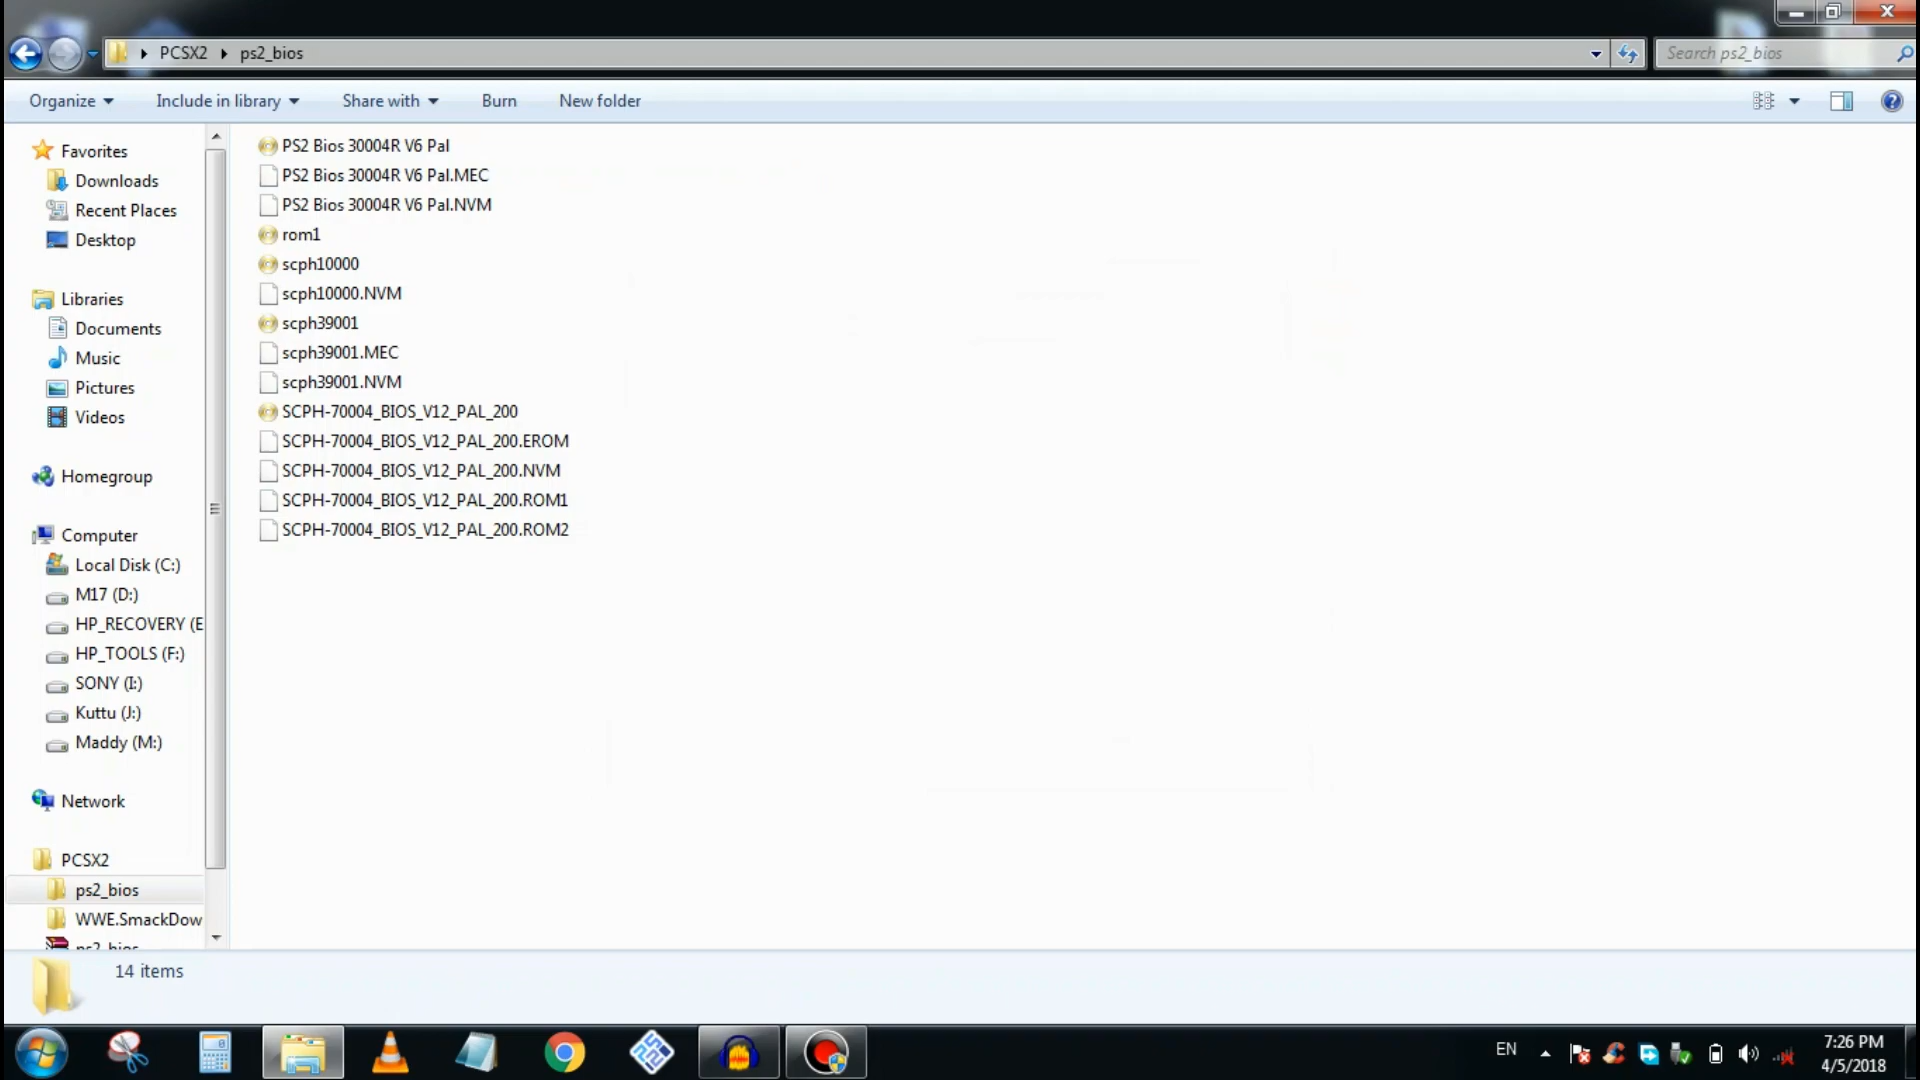 PCSX2 ps2_bios
Search ps2_bios
Organize Include in library Share with Burn New folder
Favorites
Downloads
Recent Places
Desktop
Libraries
Documents
Music
Pictures
Videos
Homegroup
Computer
Local Disk (C:)
M17 (D:)
HP_RECOVERY (E
HP_TOOLS (F:)
SONY (I:)
Kuttu (J:)
Maddy (M:)
Network
PCSX2
ps2_bios
WWE.SmackDow
ps2_bios
PS2 Bios 30004R V6 Pal
PS2 Bios 30004R V6 Pal.MEC
PS2 Bios 30004R V6 Pal.NVM
rom1
scph10000
scph10000.NVM
scph39001
scph39001.MEC
scph39001.NVM
SCPH-70004_BIOS_V12_PAL_200
SCPH-70004_BIOS_V12_PAL_200.EROM
SCPH-70004_BIOS_V12_PAL_200.NVM
SCPH-70004_BIOS_V12_PAL_200.ROM1
SCPH-70004_BIOS_V12_PAL_200.ROM2
14 items
EN
7:26 PM
4/5/2018